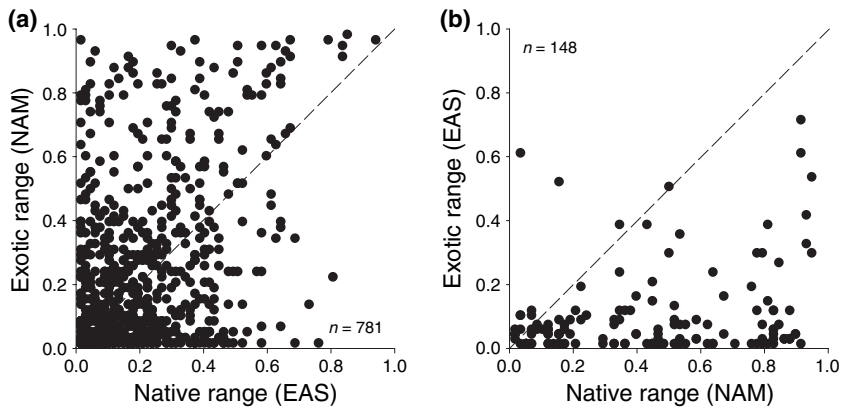 (a)
1.0
0.8
0.6
0.4
0.2
0.0
Exotic range (NAM)
n = 781
0.0 0.2 0.4 0.6 0.8 1.0
Native range (EAS)
(b)
1.0
0.8
0.6
0.4
0.2
0.0
Exotic range (EAS)
n = 148
0.0 0.2 0.4 0.6 0.8 1.0
Native range (NAM)